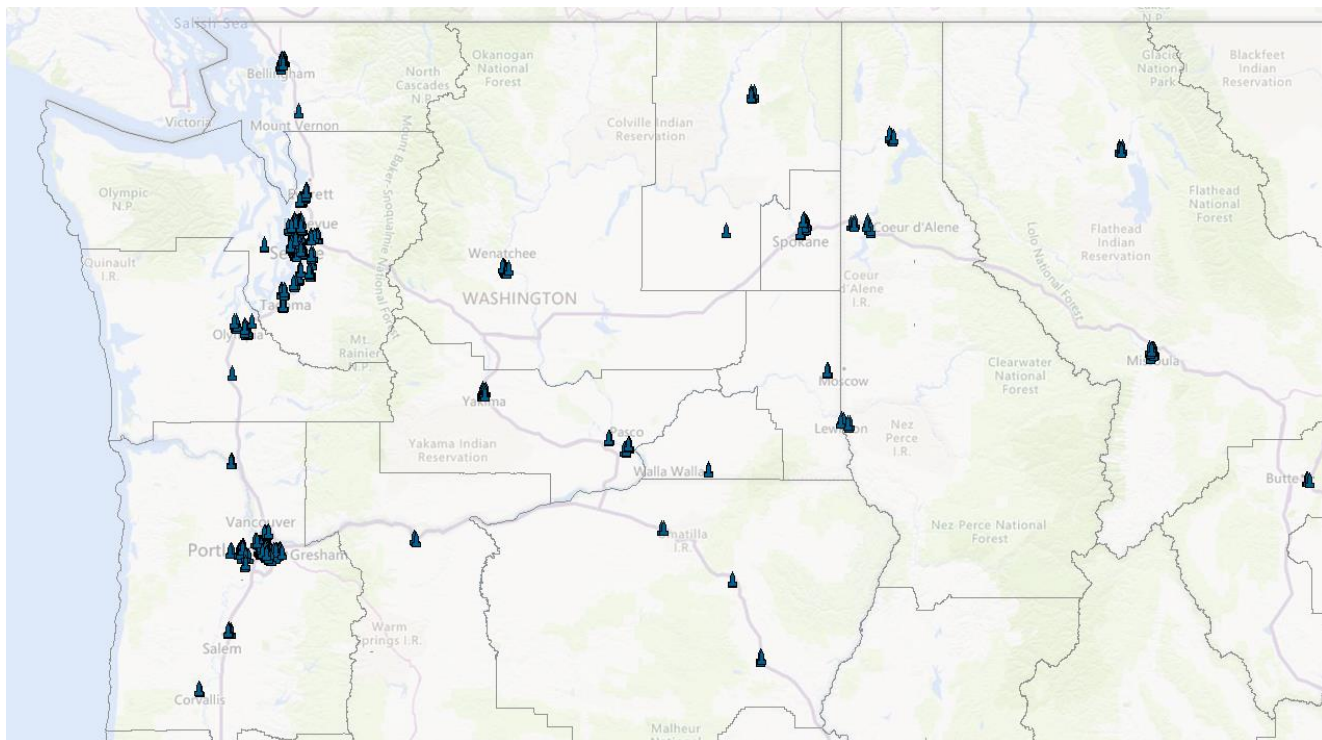 Salish Sea
Bellingham
Victoria
Mount Vernon
North
Cascades
N.P.
Okanogan
National
Forest
Colville Indian
Reservation
Glacier
National
Park
Blackfeet
Indian
Reservation
Olympic
N.P.
Mount Baker-Snoqualmie National Forest
Quinault
I.R.
Wenatchee
WASHINGTON
Spokane
Coeur d'Alene
Coeur
d'Alene
I.R.
Lolo National Forest
Flathead
Indian
Reservation
Flathead
National
Forest
Mt.
Rainier
N.P.
Yakima
Yakama Indian
Reservation
Pasco
Walla Walla
Moscow
Nez
Perce
I.R.
Clearwater
National
Forest
Nez Perce National
Forest
Butte
Vancouver
Gresham
I.R.
Warm
Springs I.R.
Salem
Corvallis
Malheur